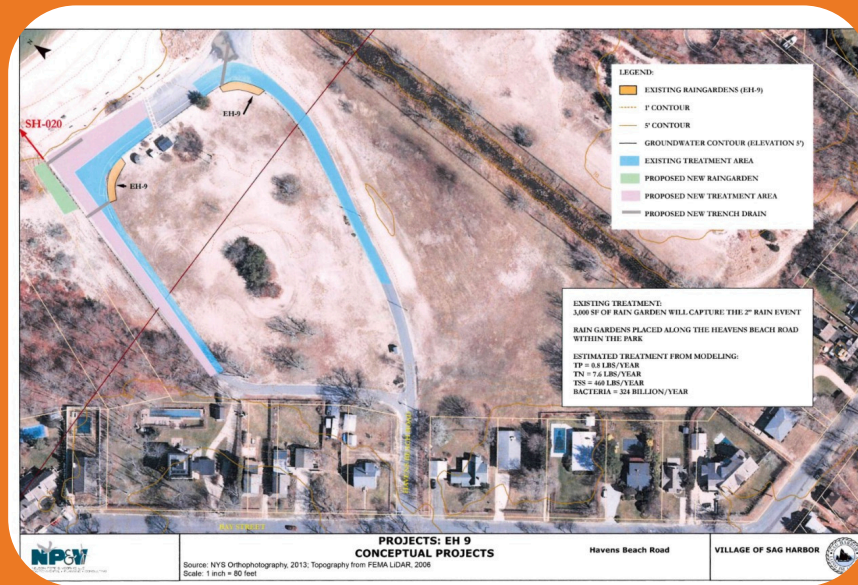 SH-020
EH-9
EH-9
LEGEND:
EXISTING RAINGARDENS (EH-9)
1' CONTOUR
5' CONTOUR
GROUNDWATER CONTOUR (ELEVATION 5')
EXISTING TREATMENT AREA
PROPOSED NEW RAINGARDEN
PROPOSED NEW TREATMENT AREA
PROPOSED NEW TRENCH DRAIN
EXISTING TREATMENT:
3,000 SF OF RAIN GARDEN WILL CAPTURE THE 2" RAIN EVENT
RAIN GARDENS PLACED ALONG THE HEAVENS BEACH ROAD
WITHIN THE PARK
ESTIMATED TREATMENT FROM MODELING:
TP = 0.8 LBS/YEAR
TN = 7.6 LBS/YEAR
TSS = 460 LBS/YEAR
BACTERIA = 324 BILLION/YEAR
BAY STREET
NP&V
PROJECTS: EH 9
CONCEPTUAL PROJECTS
Source: NYS Orthophotography, 2013; Topography from FEMA LiDAR, 2006
Scale: 1 inch = 80 feet
Havens Beach Road
VILLAGE OF SAG HARBOR